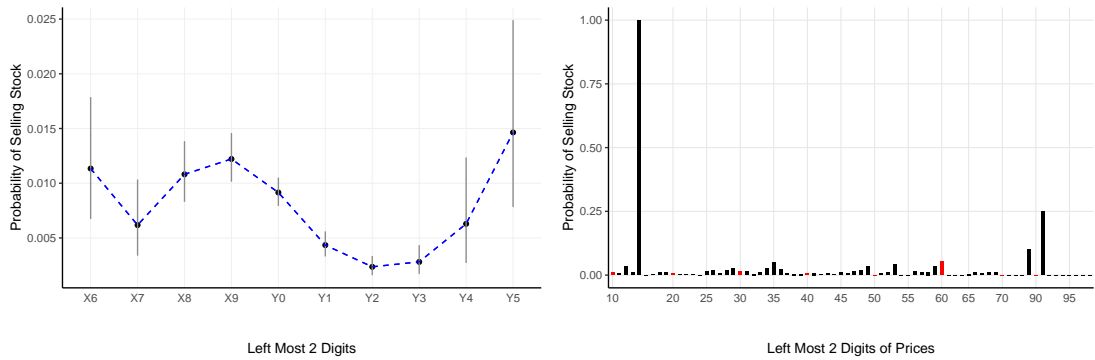 Probability of Selling Stock
0.025
0.020
0.015
0.010
0.005
X6 X7 X8 X9 Y0 Y1 Y2 Y3 Y4 Y5
Left Most 2 Digits
Probability of Selling Stock
1.00
0.75
0.50
0.25
0.00
10 20 25 30 35 40 45 50 55 60 65 70 90 95
Left Most 2 Digits of Prices